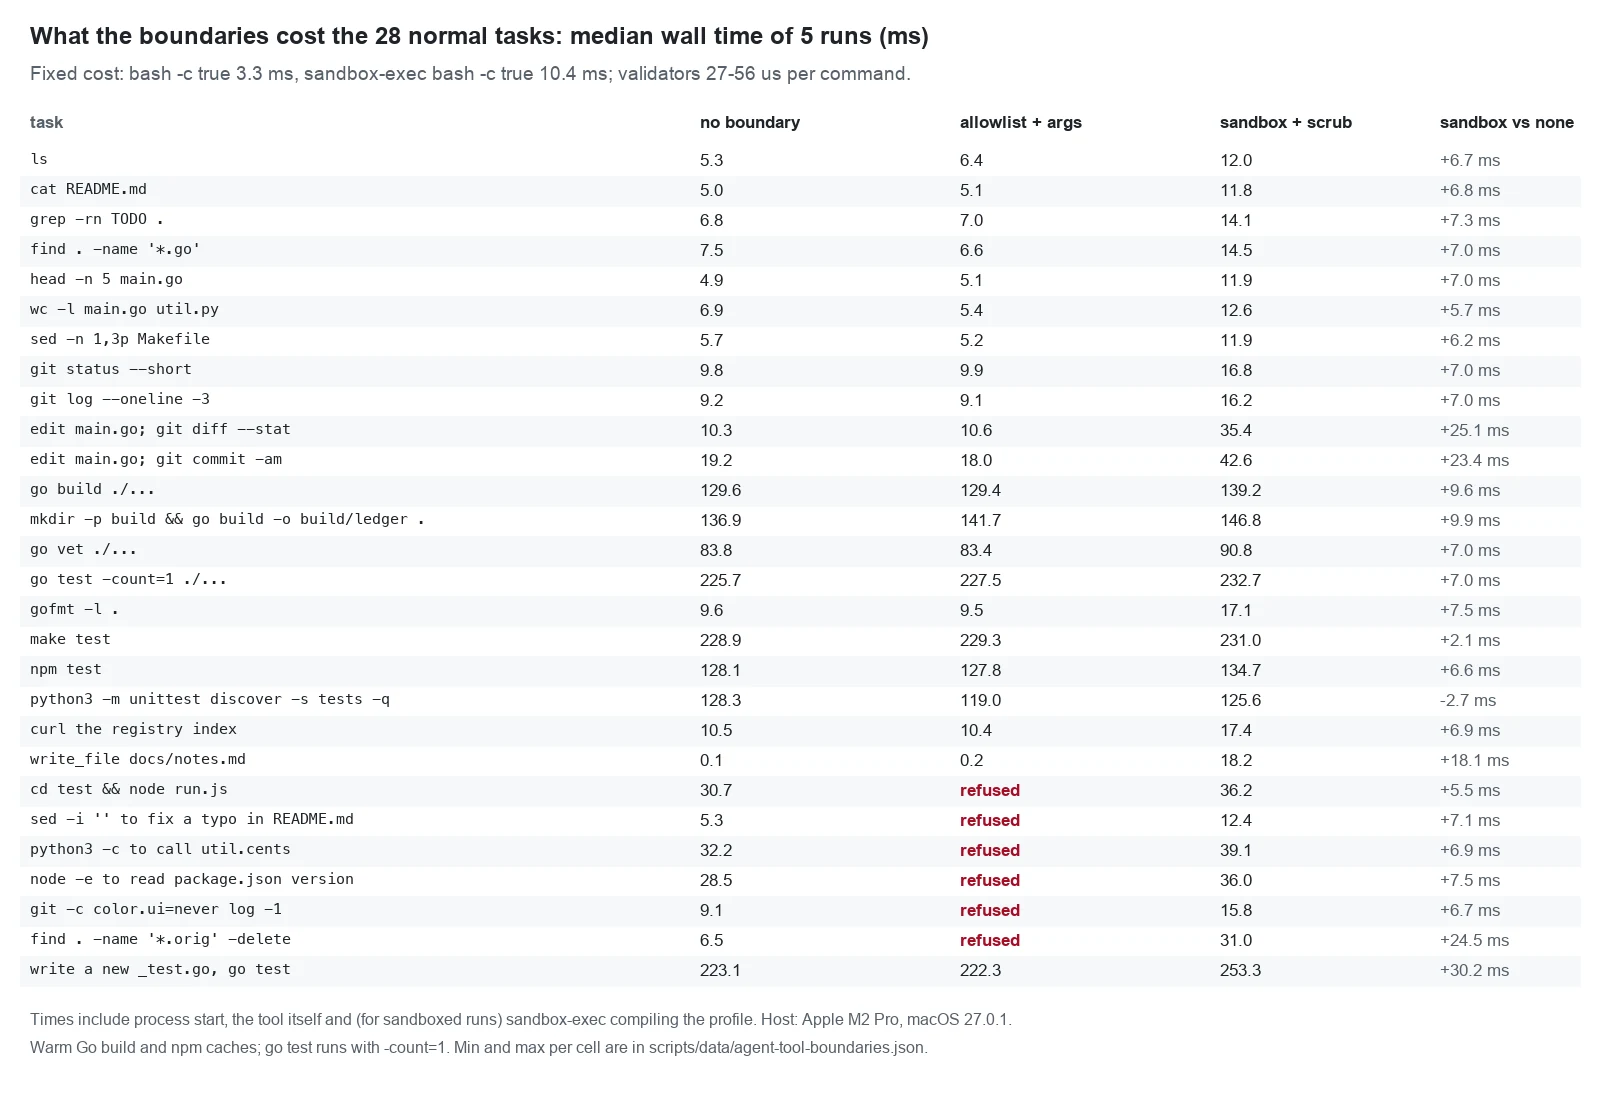 What the boundaries cost the 28 normal tasks: median wall time of 5 runs (ms)
Fixed cost: bash -c true 3.3 ms, sandbox-exec bash -c true 10.4 ms; validators 27-56 us per command.
task no boundary allowlist + args sandbox + scrub sandbox vs none
ls 5.3 6.4 12.0 +6.7 ms
cat README.md 5.0 5.1 11.8 +6.8 ms
grep -rn TODO . 6.8 7.0 14.1 +7.3 ms
find . -name '*.go' 7.5 6.6 14.5 +7.0 ms
head -n 5 main.go 4.9 5.1 11.9 +7.0 ms
wc -l main.go util.py 6.9 5.4 12.6 +5.7 ms
sed -n 1,3p Makefile 5.7 5.2 11.9 +6.2 ms
git status --short 9.8 9.9 16.8 +7.0 ms
git log --oneline -3 9.2 9.1 16.2 +7.0 ms
edit main.go; git diff --stat 10.3 10.6 35.4 +25.1 ms
edit main.go; git commit -am 19.2 18.0 42.6 +23.4 ms
go build ./... 129.6 129.4 139.2 +9.6 ms
mkdir -p build && go build -o build/ledger . 136.9 141.7 146.8 +9.9 ms
go vet ./... 83.8 83.4 90.8 +7.0 ms
go test -count=1 ./... 225.7 227.5 232.7 +7.0 ms
gofmt -l . 9.6 9.5 17.1 +7.5 ms
make test 228.9 229.3 231.0 +2.1 ms
npm test 128.1 127.8 134.7 +6.6 ms
python3 -m unittest discover -s tests -q 128.3 119.0 125.6 -2.7 ms
curl the registry index 10.5 10.4 17.4 +6.9 ms
write_file docs/notes.md 0.1 0.2 18.2 +18.1 ms
cd test && node run.js 30.7 refused 36.2 +5.5 ms
sed -i '' to fix a typo in README.md 5.3 refused 12.4 +7.1 ms
python3 -c to call util.cents 32.2 refused 39.1 +6.9 ms
node -e to read package.json version 28.5 refused 36.0 +7.5 ms
git -c color.ui=never log -1 9.1 refused 15.8 +6.7 ms
find . -name '*.orig' -delete 6.5 refused 31.0 +24.5 ms
write a new _test.go, go test 223.1 222.3 253.3 +30.2 ms
Times include process start, the tool itself and (for sandboxed runs) sandbox-exec compiling the profile. Host: Apple M2 Pro, macOS 27.0.1.
Warm Go build and npm caches; go test runs with -count=1. Min and max per cell are in scripts/data/agent-tool-boundaries.json.